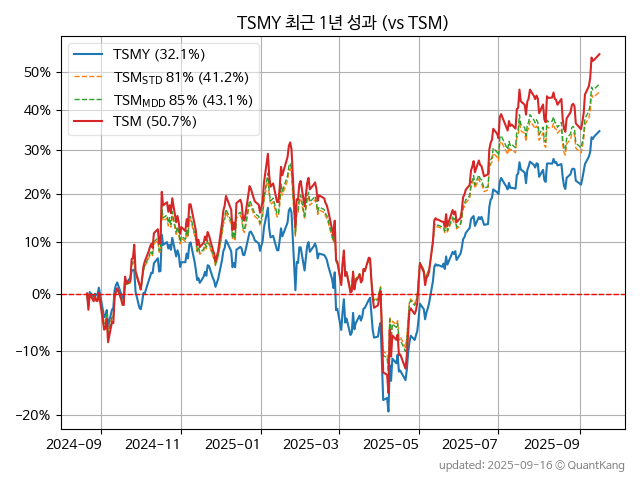 TSMY 최근 1년 성과 (vs TSM)
TSMY (32.1%)
TSM_STD 81% (41.2%)
TSM_MDD 85% (43.1%)
TSM (50.7%)
50%
40%
30%
20%
10%
0%
−10%
−20%
2024-09 2024-11 2025-01 2025-03 2025-05 2025-07 2025-09
updated: 2025-09-16 © QuantKang